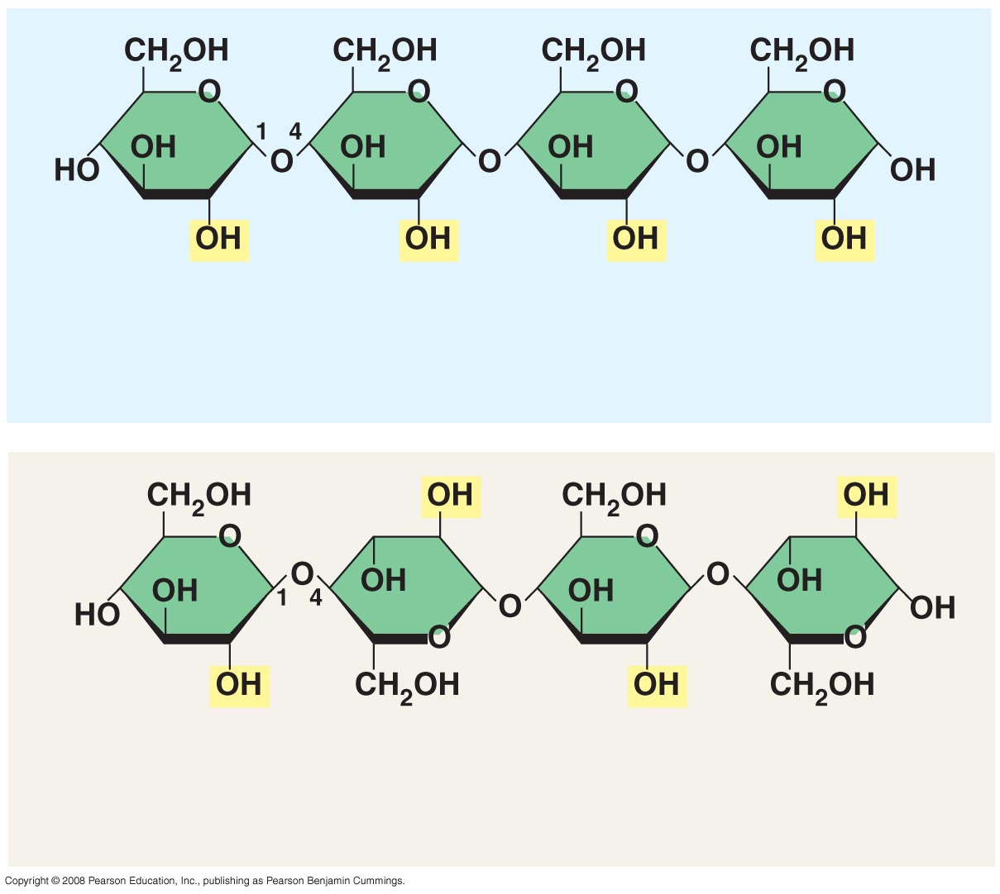 CH2OH CH2OH CH2OH CH2OH
O O O O
1 4
OH OH OH OH
HO O O O OH
OH OH OH OH
CH2OH OH CH2OH OH
O O
O O
OH OH OH OH
1 4
HO O OH
O O
OH CH2OH OH CH2OH
Copyright © 2008 Pearson Education, Inc., publishing as Pearson Benjamin Cummings.